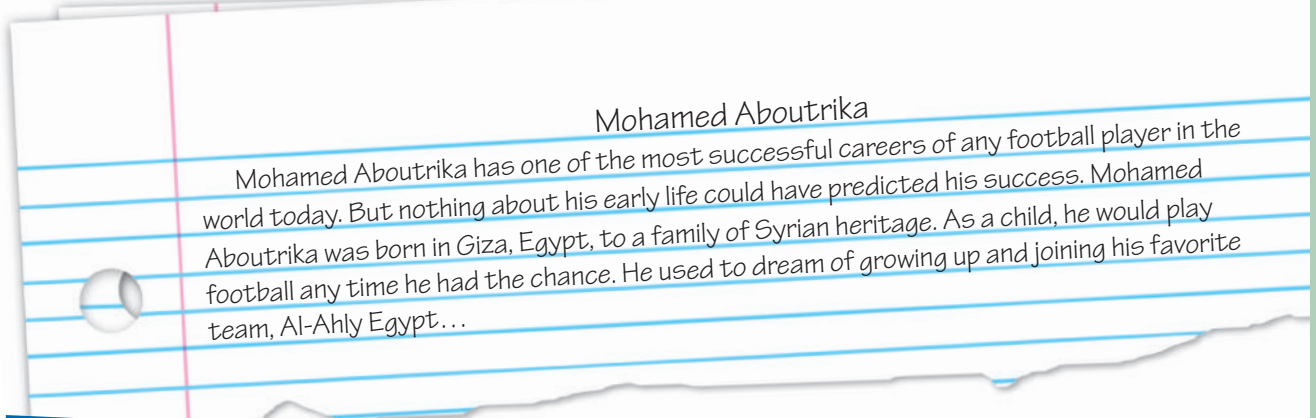 Mohamed Aboutrika
Mohamed Aboutrika has one of the most successful careers of any football player in the
world today. But nothing about his early life could have predicted his success. Mohamed
Aboutrika was born in Giza, Egypt, to a family of Syrian heritage. As a child, he would play
football any time he had the chance. He used to dream of growing up and joining his favorite
team, Al-Ahly Egypt...